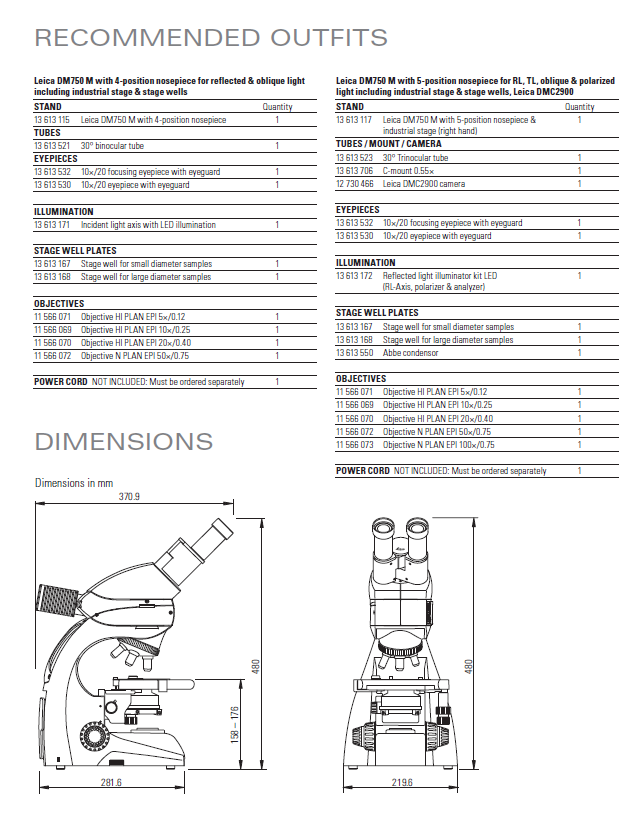 RECOMMENDED OUTFITS
Leica DM750 M with 4-position nosepiece for reflected & oblique light
including industrial stage & stage wells
STAND Quantity
13 613 115 Leica DM750 M with 4-position nosepiece 1
TUBES
13 613 521 30° binocular tube 1
EYEPIECES
13 613 532 10×/20 focusing eyepiece with eyeguard 1
13 613 530 10×/20 eyepiece with eyeguard 1
ILLUMINATION
13 613 171 Incident light axis with LED illumination 1
STAGE WELL PLATES
13 613 167 Stage well for small diameter samples 1
13 613 168 Stage well for large diameter samples 1
OBJECTIVES
11 566 071 Objective HI PLAN EPI 5×/0.12 1
11 566 069 Objective HI PLAN EPI 10×/0.25 1
11 566 070 Objective HI PLAN EPI 20×/0.40 1
11 566 072 Objective N PLAN EPI 50×/0.75 1
POWER CORD NOT INCLUDED: Must be ordered separately 1
Leica DM750 M with 5-position nosepiece for RL, TL, oblique & polarized
light including industrial stage & stage wells, Leica DMC2900
STAND Quantity
13 613 117 Leica DM750 M with 5-position nosepiece & 1
industrial stage (right hand)
TUBES / MOUNT / CAMERA
13 613 523 30° Trinocular tube 1
13 613 706 C-mount 0.55× 1
12 730 466 Leica DMC2900 camera 1
EYEPIECES
13 613 532 10×/20 focusing eyepiece with eyeguard 1
13 613 530 10×/20 eyepiece with eyeguard 1
ILLUMINATION
13 613 172 Reflected light illuminator kit LED 1
(RL-Axis, polarizer & analyzer)
STAGE WELL PLATES
13 613 167 Stage well for small diameter samples 1
13 613 168 Stage well for large diameter samples 1
13 613 550 Abbe condensor 1
OBJECTIVES
11 566 071 Objective HI PLAN EPI 5×/0.12 1
11 566 069 Objective HI PLAN EPI 10×/0.25 1
11 566 070 Objective HI PLAN EPI 20×/0.40 1
11 566 072 Objective N PLAN EPI 50×/0.75 1
11 566 073 Objective N PLAN EPI 100×/0.75 1
POWER CORD NOT INCLUDED: Must be ordered separately 1
DIMENSIONS
Dimensions in mm
370.9
480
158 – 176
281.6
480
219.6